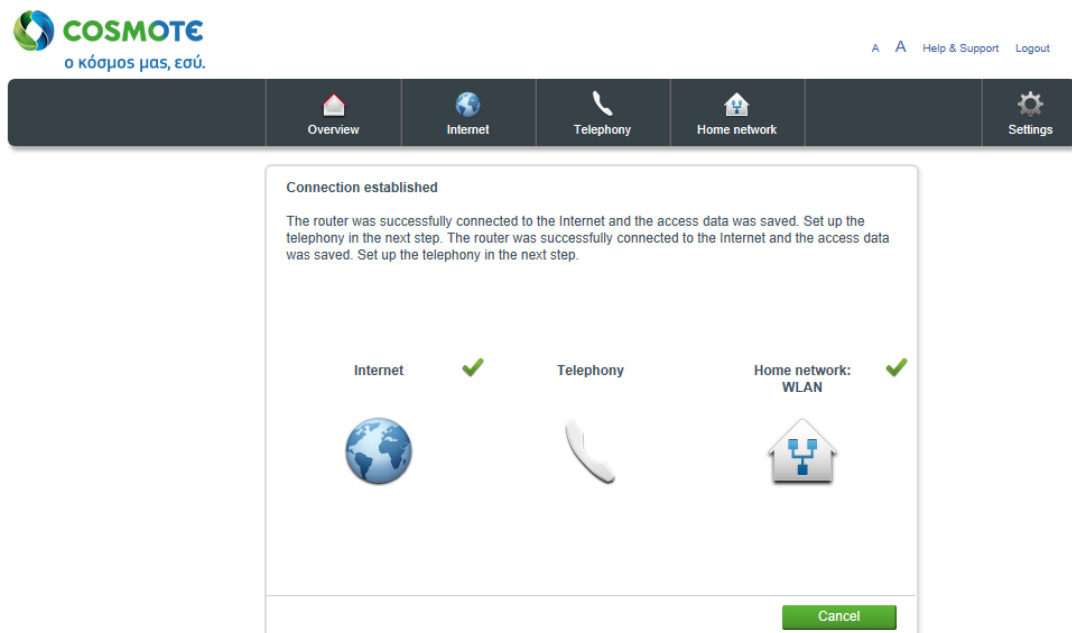 COSMOTE
ο κόσμος μας, εσύ.
A A Help & Support Logout
Overview Internet Telephony Home network Settings
Connection established
The router was successfully connected to the Internet and the access data was saved. Set up the
telephony in the next step. The router was successfully connected to the Internet and the access data
was saved. Set up the telephony in the next step.
Internet Telephony Home network:
WLAN
Cancel